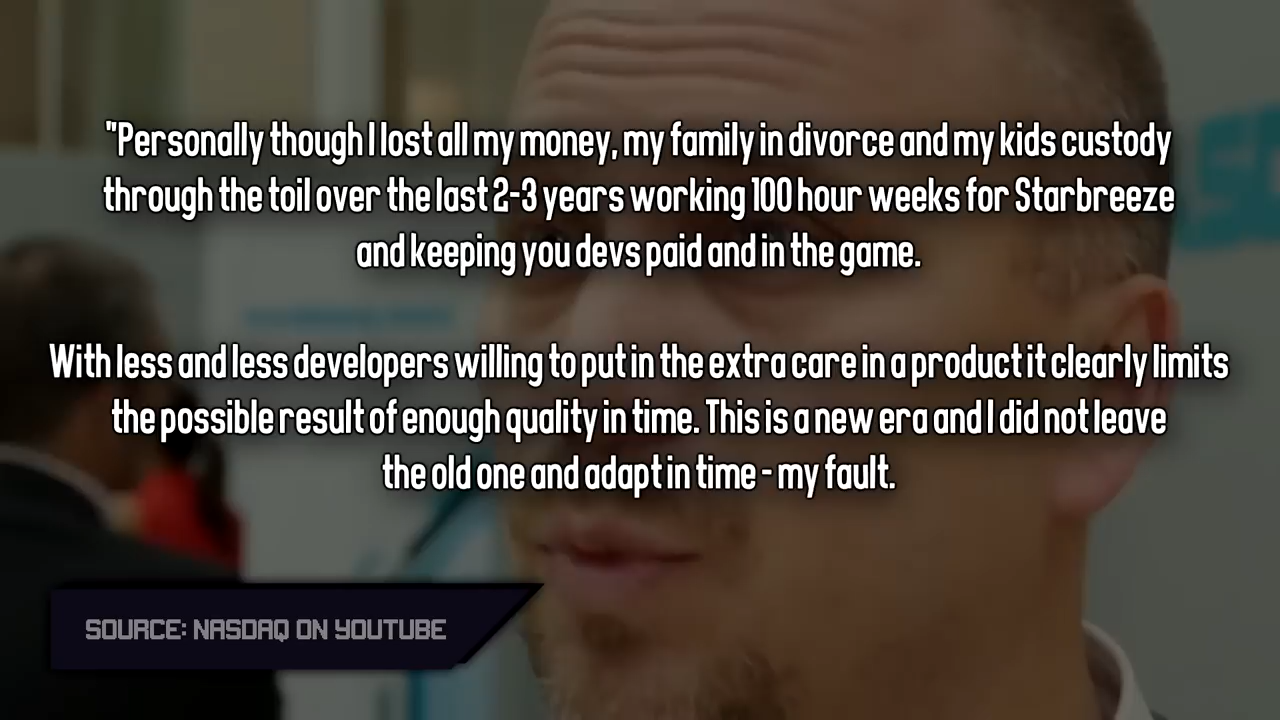 "Personally though I lost all my money, my family in divorce and my kids custody
through the toil over the last 2-3 years working 100 hour weeks for Starbreeze
and keeping you devs paid and in the game.
With less and less developers willing to put in the extra care in a product it clearly limits
the possible result of enough quality in time. This is a new era and I did not leave
the old one and adapt in time - my fault.
SOURCE: NASDAQ ON YOUTUBE